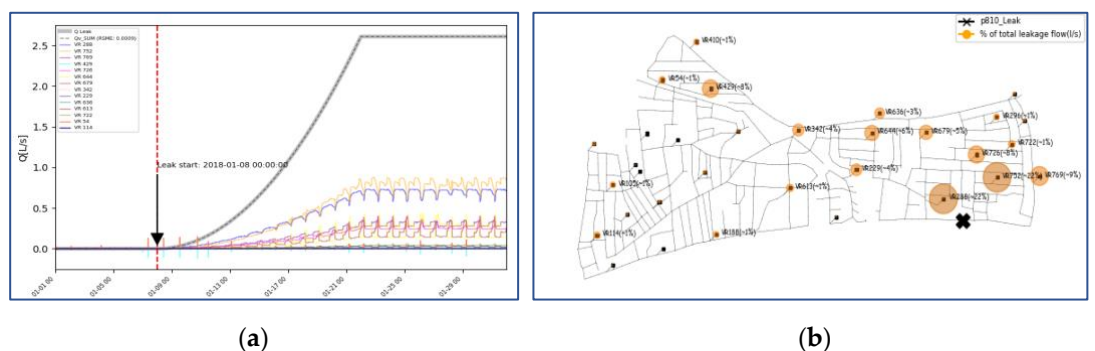 Q Leak
Qv_SUM (RSME: 0.0009)
VR 288
VR 752
VR 769
VR 429
VR 726
VR 644
VR 679
VR 342
VR 229
VR 636
VR 613
VR 722
VR 54
VR 114
2.5
2.0
1.5
1.0
0.5
0.0
Q[L/s]
Leak start: 2018-01-08 00:00:00
01-01 00
01-05 00
01-09 00
01-13 00
01-17 00
01-21 00
01-25 00
01-29 00
(a)
p810_Leak
% of total leakage flow(l/s)
VR410(~1%)
VR54(~1%)
VR429(~8%)
VR636(~3%)
VR296(~1%)
VR342(~4%)
VR644(~6%)
VR679(~5%)
VR722(~1%)
VR726(~8%)
VR229(~4%)
VR752(~22%)
VR769(~9%)
VR613(~1%)
VR288(~22%)
VR114(~1%)
VR188(~1%)
(b)